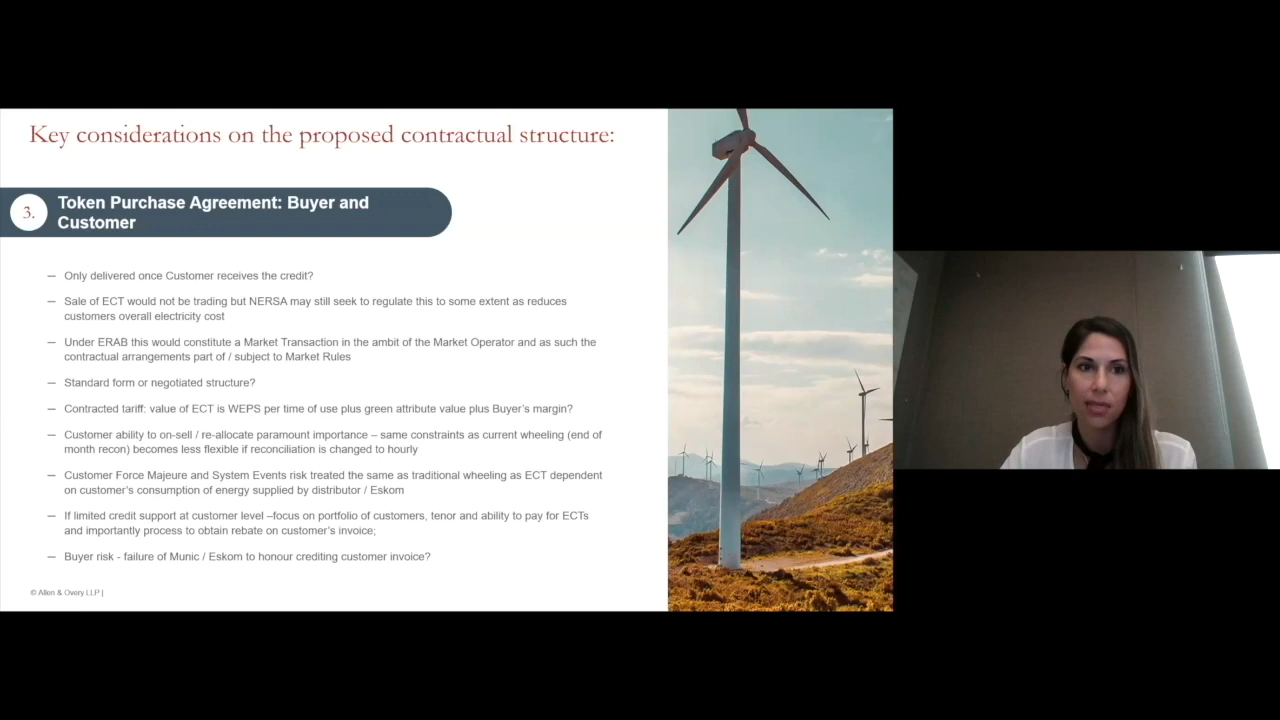 Key considerations on the proposed contractual structure:
3.
Token Purchase Agreement: Buyer and
Customer
— Only delivered once Customer receives the credit?
— Sale of ECT would not be trading but NERSA may still seek to regulate this to some extent as reduces
customers overall electricity cost
— Under ERAB this would constitute a Market Transaction in the ambit of the Market Operator and as such the
contractual arrangements part of / subject to Market Rules
— Standard form or negotiated structure?
— Contracted tariff: value of ECT is WEPS per time of use plus green attribute value plus Buyer's margin?
— Customer ability to on-sell / re-allocate paramount importance – same constraints as current wheeling (end of
month recon) becomes less flexible if reconciliation is changed to hourly
— Customer Force Majeure and System Events risk treated the same as traditional wheeling as ECT dependent
on customer's consumption of energy supplied by distributor / Eskom
— If limited credit support at customer level –focus on portfolio of customers, tenor and ability to pay for ECTs
and importantly process to obtain rebate on customer's invoice;
— Buyer risk - failure of Munic / Eskom to honour crediting customer invoice?
© Allen & Overy LLP |